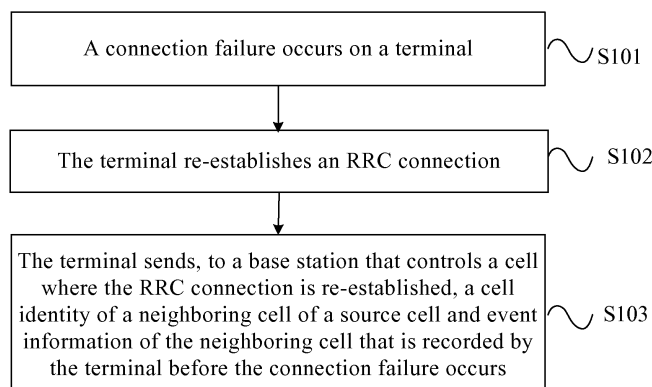 A connection failure occurs on a terminal
S101
The terminal re-establishes an RRC connection
S102
The terminal sends, to a base station that controls a cell
where the RRC connection is re-established, a cell
identity of a neighboring cell of a source cell and event
information of the neighboring cell that is recorded by
the terminal before the connection failure occurs
S103